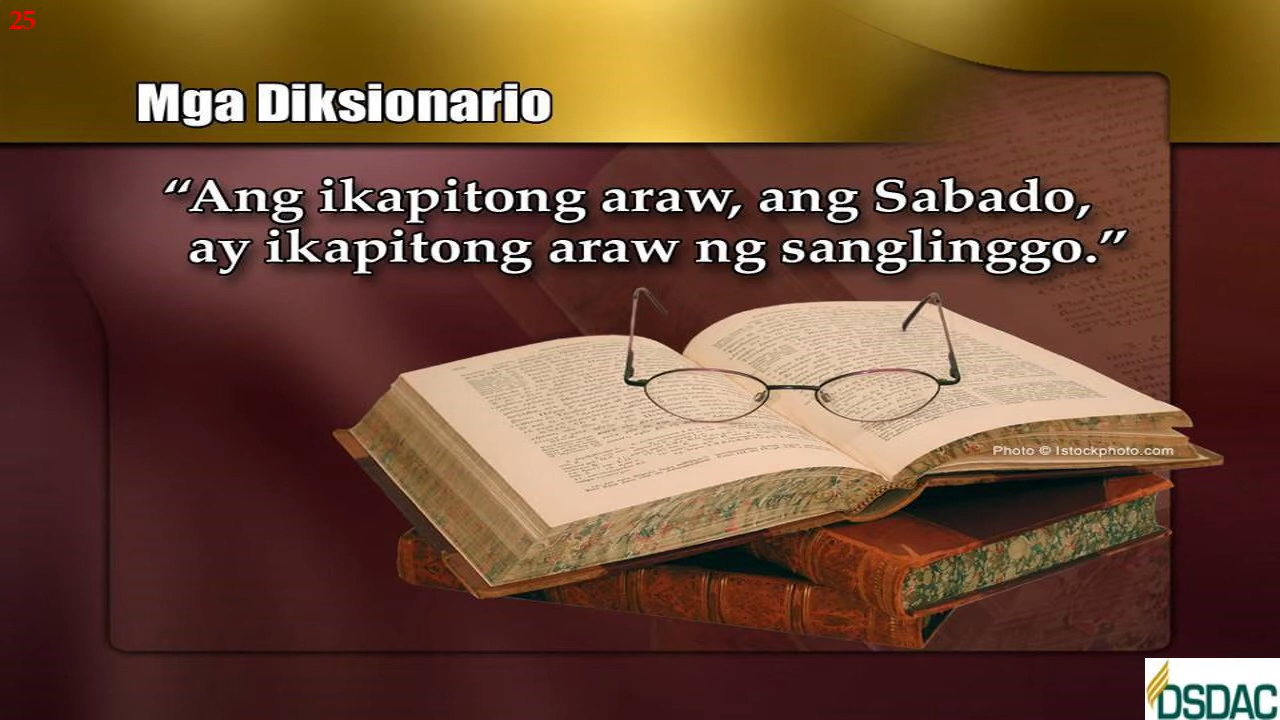 25
Mga Diksionario
“Ang ikapitong araw, ang Sabado,
ay ikapitong araw ng sanglinggo.”
Photo © Istockphoto.com
DSDAC